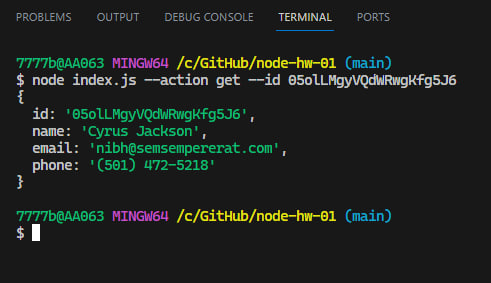 PROBLEMS OUTPUT DEBUG CONSOLE TERMINAL PORTS
7777b@AA063 MINGW64 /c/GitHub/node-hw-01 (main)
$ node index.js --action get --id 05olLMgyVQdWRwgKfg5J6
{
  id: '05olLMgyVQdWRwgKfg5J6',
  name: 'Cyrus Jackson',
  email: 'nibh@semsempererat.com',
  phone: '(501) 472-5218'
}
7777b@AA063 MINGW64 /c/GitHub/node-hw-01 (main)
$